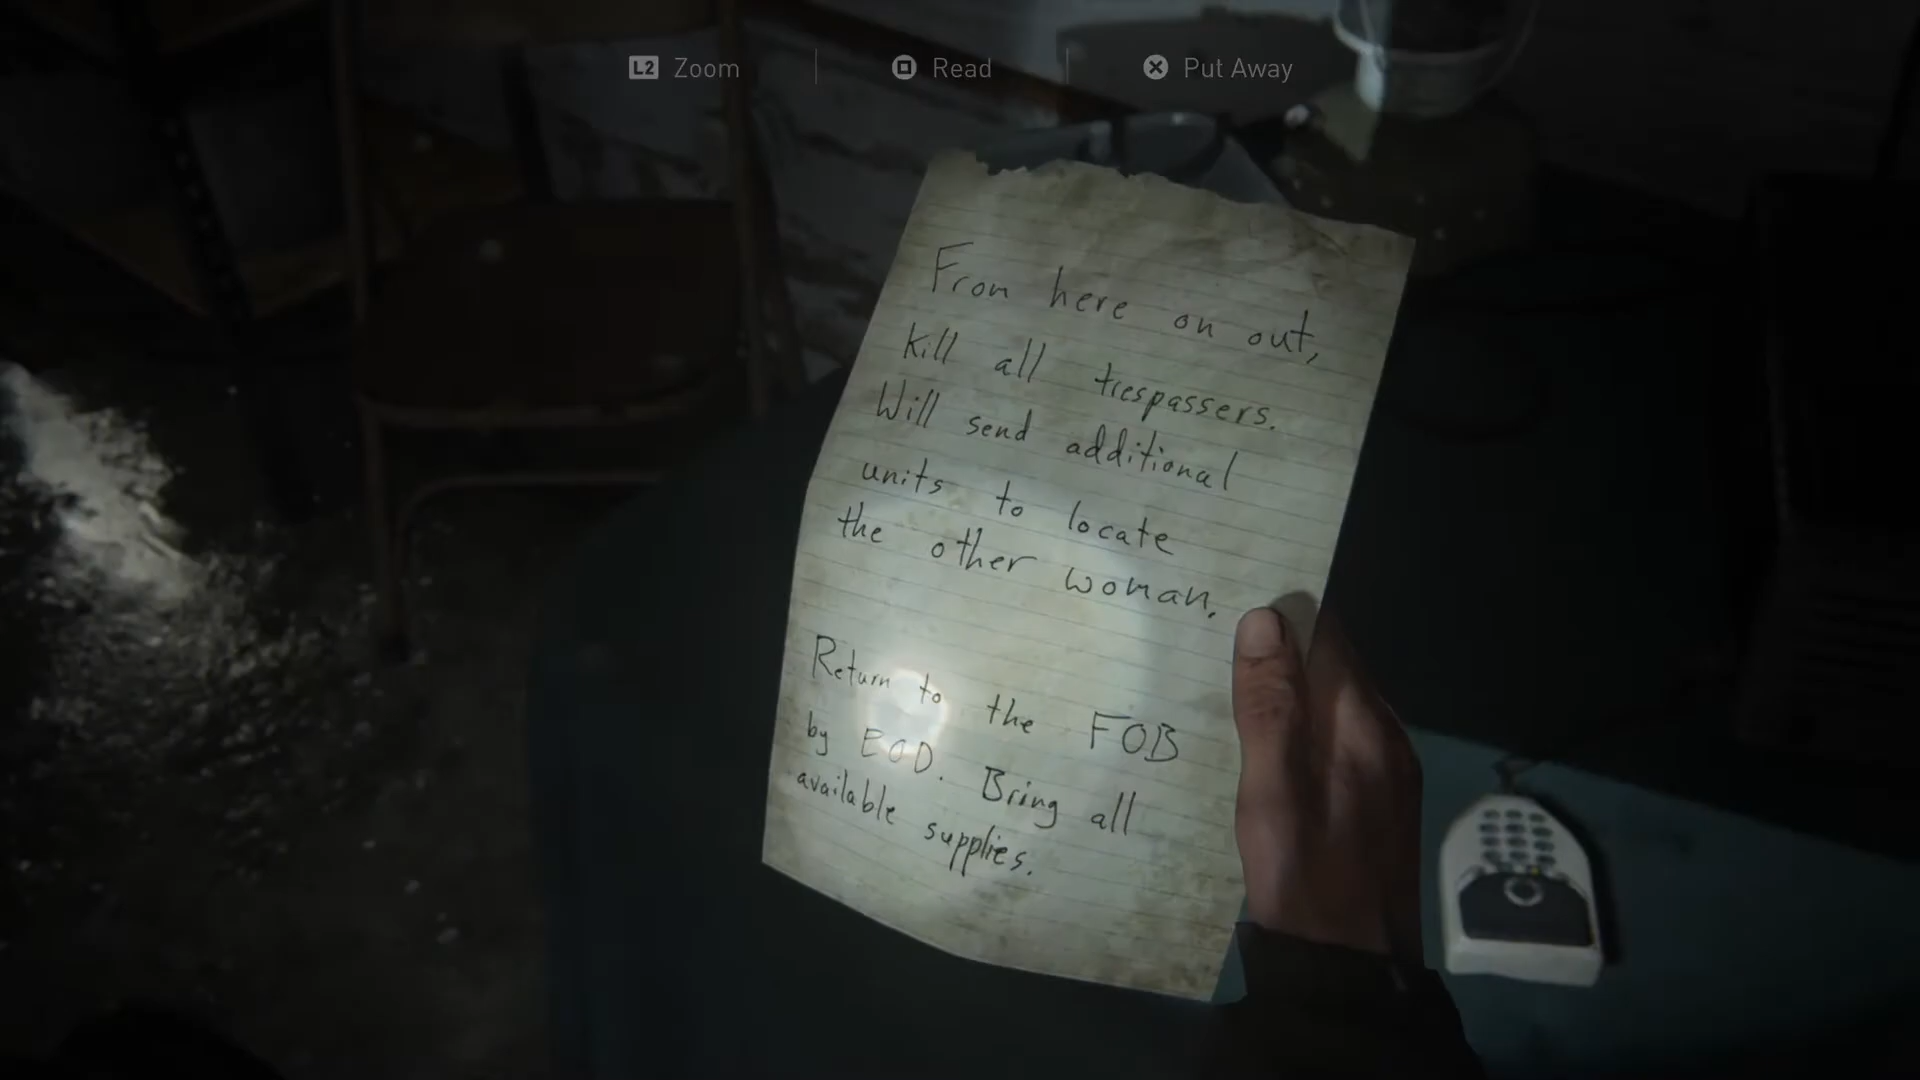 L2 Zoom Read Put Away
From here on out,
kill all trespassers.
Will send additional
units to locate
the other woman.
Return to the FOB
by EOD. Bring all
available supplies.